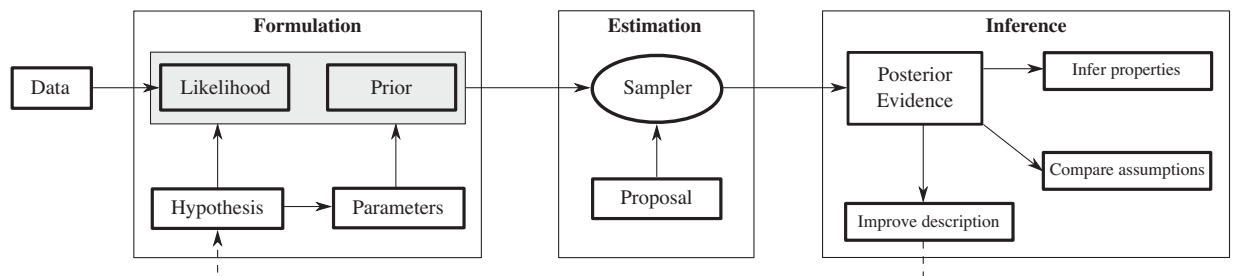 Formulation
Estimation
Inference
Data
Likelihood
Prior
Hypothesis
Parameters
Sampler
Proposal
Posterior
Evidence
Infer properties
Compare assumptions
Improve description